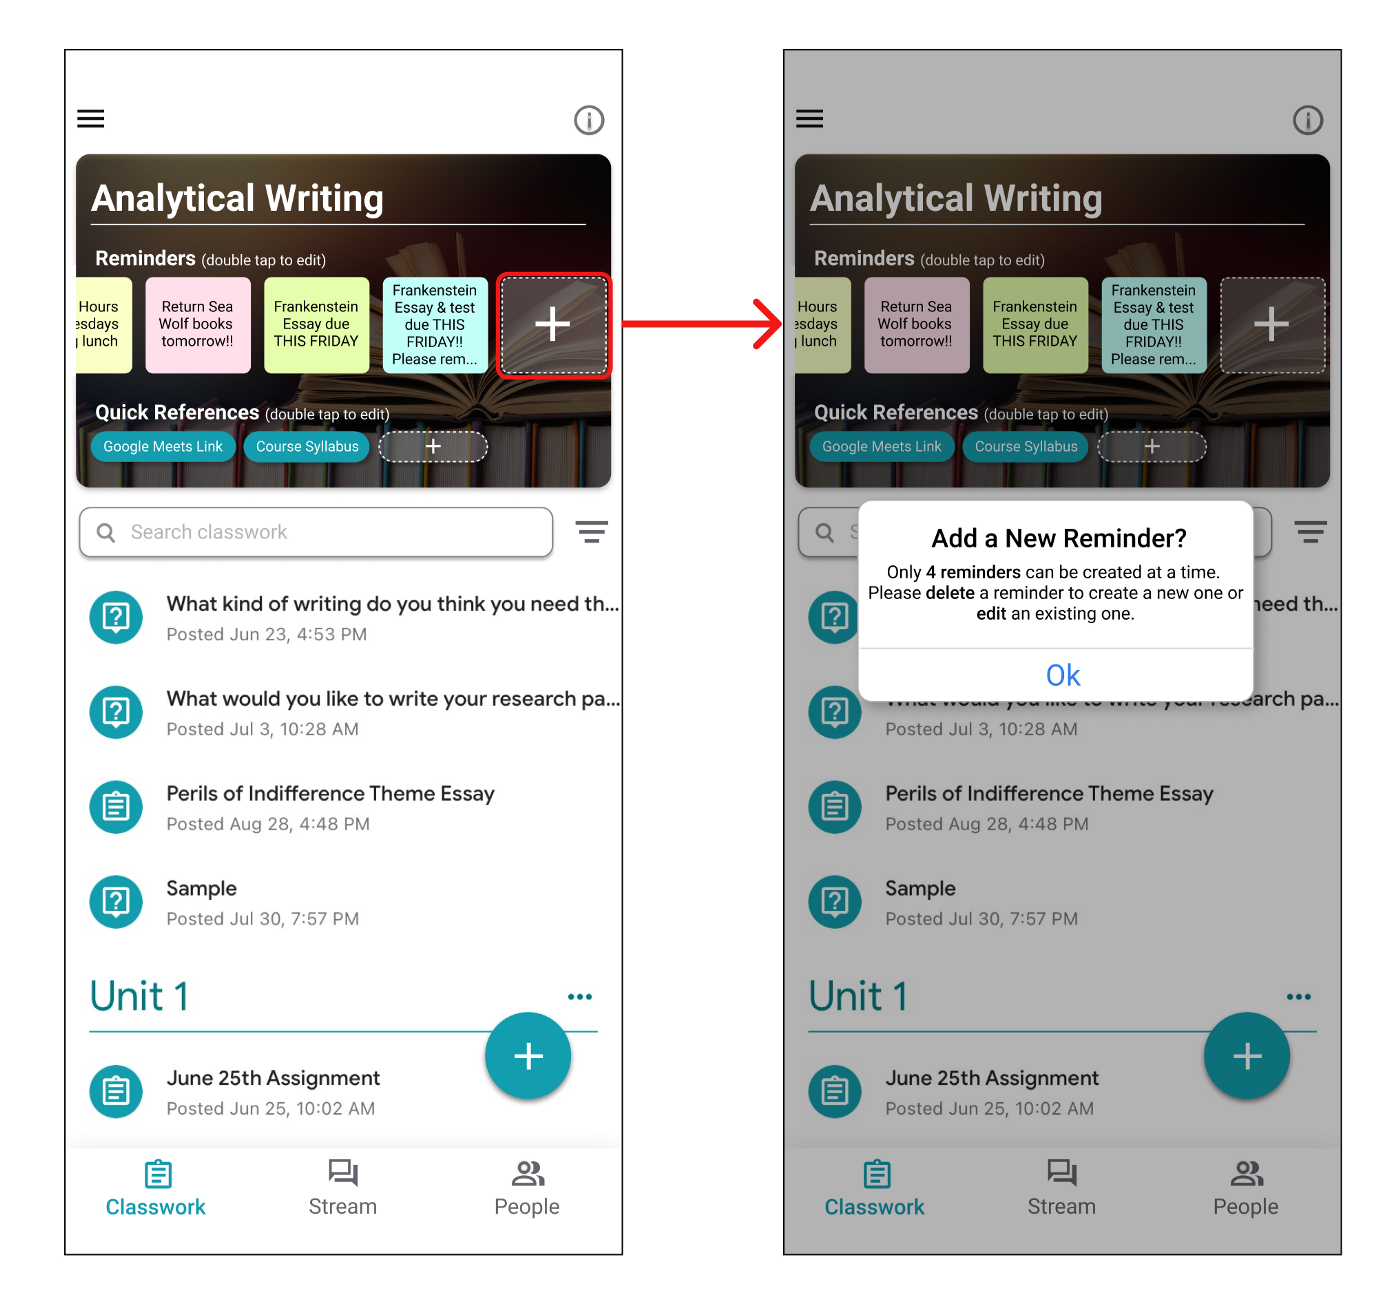 Analytical Writing
Reminders (double tap to edit)
Hours
esdays
lunch
Return Sea
Wolf books
tomorrow!!
Frankenstein
Essay due
THIS FRIDAY
Frankenstein
Essay & test
due THIS
FRIDAY!!
Please rem...
Quick References (double tap to edit)
Google Meets Link
Course Syllabus
Search classwork
What kind of writing do you think you need th...
Posted Jun 23, 4:53 PM
What would you like to write your research pa...
Posted Jul 3, 10:28 AM
Perils of Indifference Theme Essay
Posted Aug 28, 4:48 PM
Sample
Posted Jul 30, 7:57 PM
Unit 1
June 25th Assignment
Posted Jun 25, 10:02 AM
Classwork
Stream
People
Analytical Writing
Reminders (double tap to edit)
Hours
esdays
lunch
Return Sea
Wolf books
tomorrow!!
Frankenstein
Essay due
THIS FRIDAY
Frankenstein
Essay & test
due THIS
FRIDAY!!
Please rem...
Quick References (double tap to edit)
Google Meets Link
Course Syllabus
Add a New Reminder?
Only 4 reminders can be created at a time.
Please delete a reminder to create a new one or
edit an existing one.
Ok
need th...
Posted Jul 3, 10:28 AM
Perils of Indifference Theme Essay
Posted Aug 28, 4:48 PM
Sample
Posted Jul 30, 7:57 PM
Unit 1
June 25th Assignment
Posted Jun 25, 10:02 AM
Classwork
Stream
People